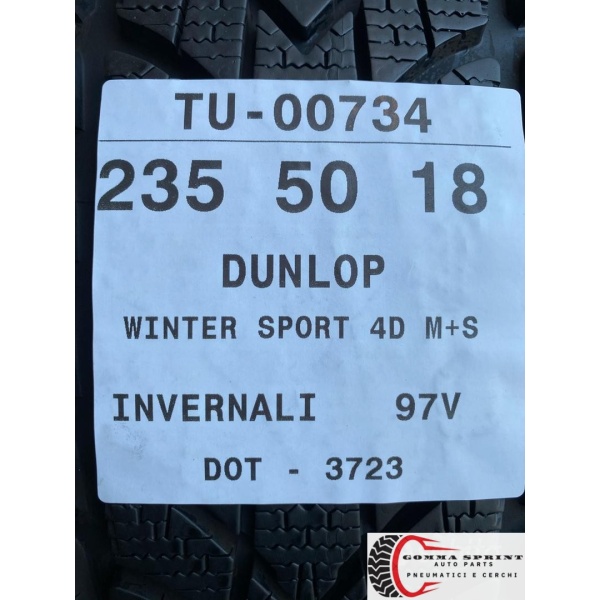 TU-00734
235 50 18
DUNLOP
WINTER SPORT 4D M+S
INVERNALI 97V
DOT - 3723
GOMMA SPRINT
AUTO PARTS
PNEUMATICI E CERCHI